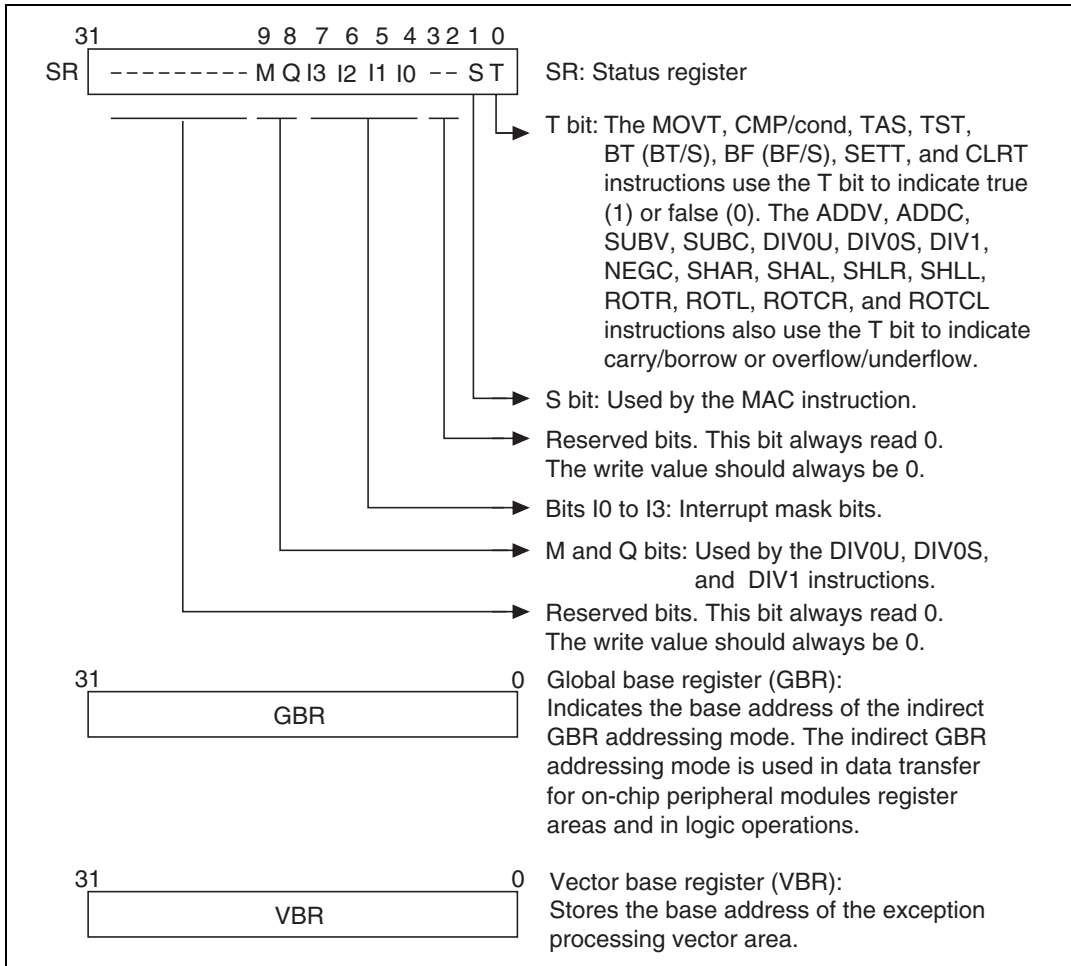 31 9 8 7 6 5 4 3 2 1 0
SR --------- M Q I3 I2 I1 I0 -- S T SR: Status register
T bit: The MOVT, CMP/cond, TAS, TST,
BT (BT/S), BF (BF/S), SETT, and CLRT
instructions use the T bit to indicate true
(1) or false (0). The ADDV, ADDC,
SUBV, SUBC, DIV0U, DIV0S, DIV1,
NEGC, SHAR, SHAL, SHLR, SHLL,
ROTR, ROTL, ROTCR, and ROTCL
instructions also use the T bit to indicate
carry/borrow or overflow/underflow.
S bit: Used by the MAC instruction.
Reserved bits. This bit always read 0.
The write value should always be 0.
Bits I0 to I3: Interrupt mask bits.
M and Q bits: Used by the DIV0U, DIV0S,
and DIV1 instructions.
Reserved bits. This bit always read 0.
The write value should always be 0.
31 0 Global base register (GBR):
GBR Indicates the base address of the indirect
GBR addressing mode. The indirect GBR
addressing mode is used in data transfer
for on-chip peripheral modules register
areas and in logic operations.
31 0 Vector base register (VBR):
VBR Stores the base address of the exception
processing vector area.